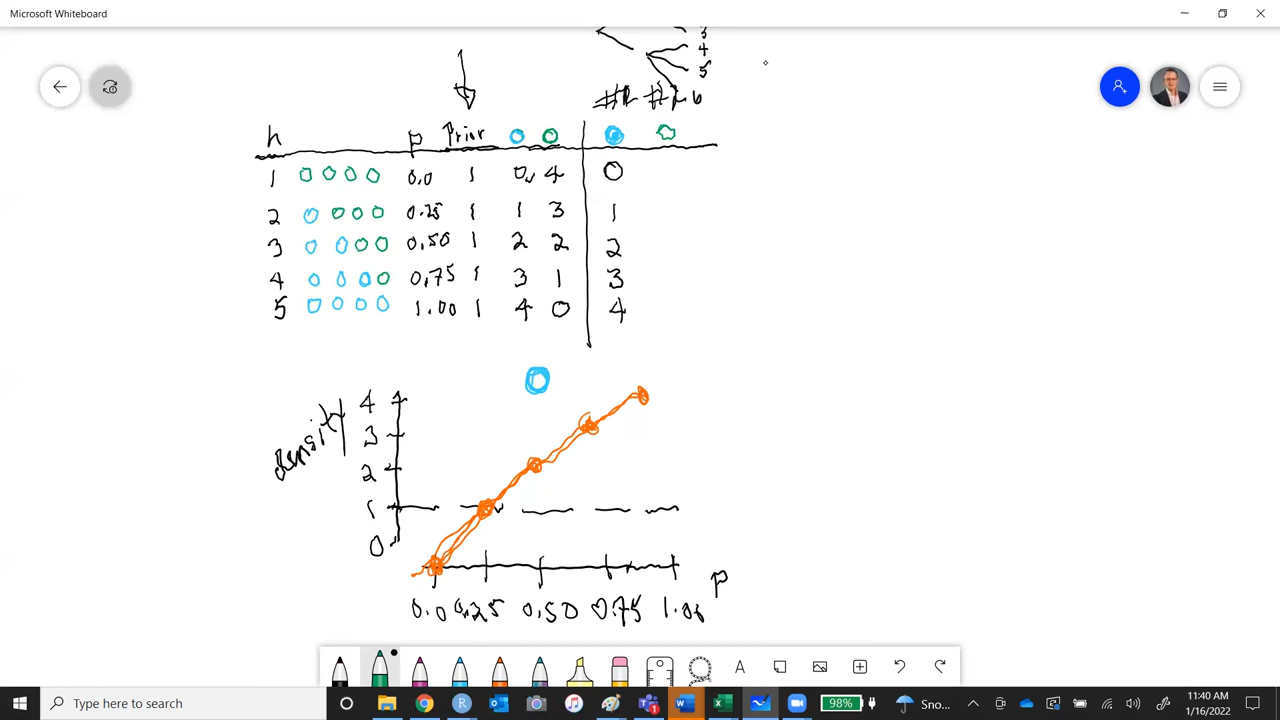 Microsoft Whiteboard
3
4
5
6
h p Prior
1 0.0 1 0, 4 0
2 0.25 1 1 3 1
3 0.50 1 2 2 2
4 0.75 1 3 1 3
5 1.00 1 4 0 4
density
4
3
2
1
0
0.0 0.25 0.50 0.75 1.00 p
A
Type here to search
98%
Sno...
11:40 AM
1/16/2022